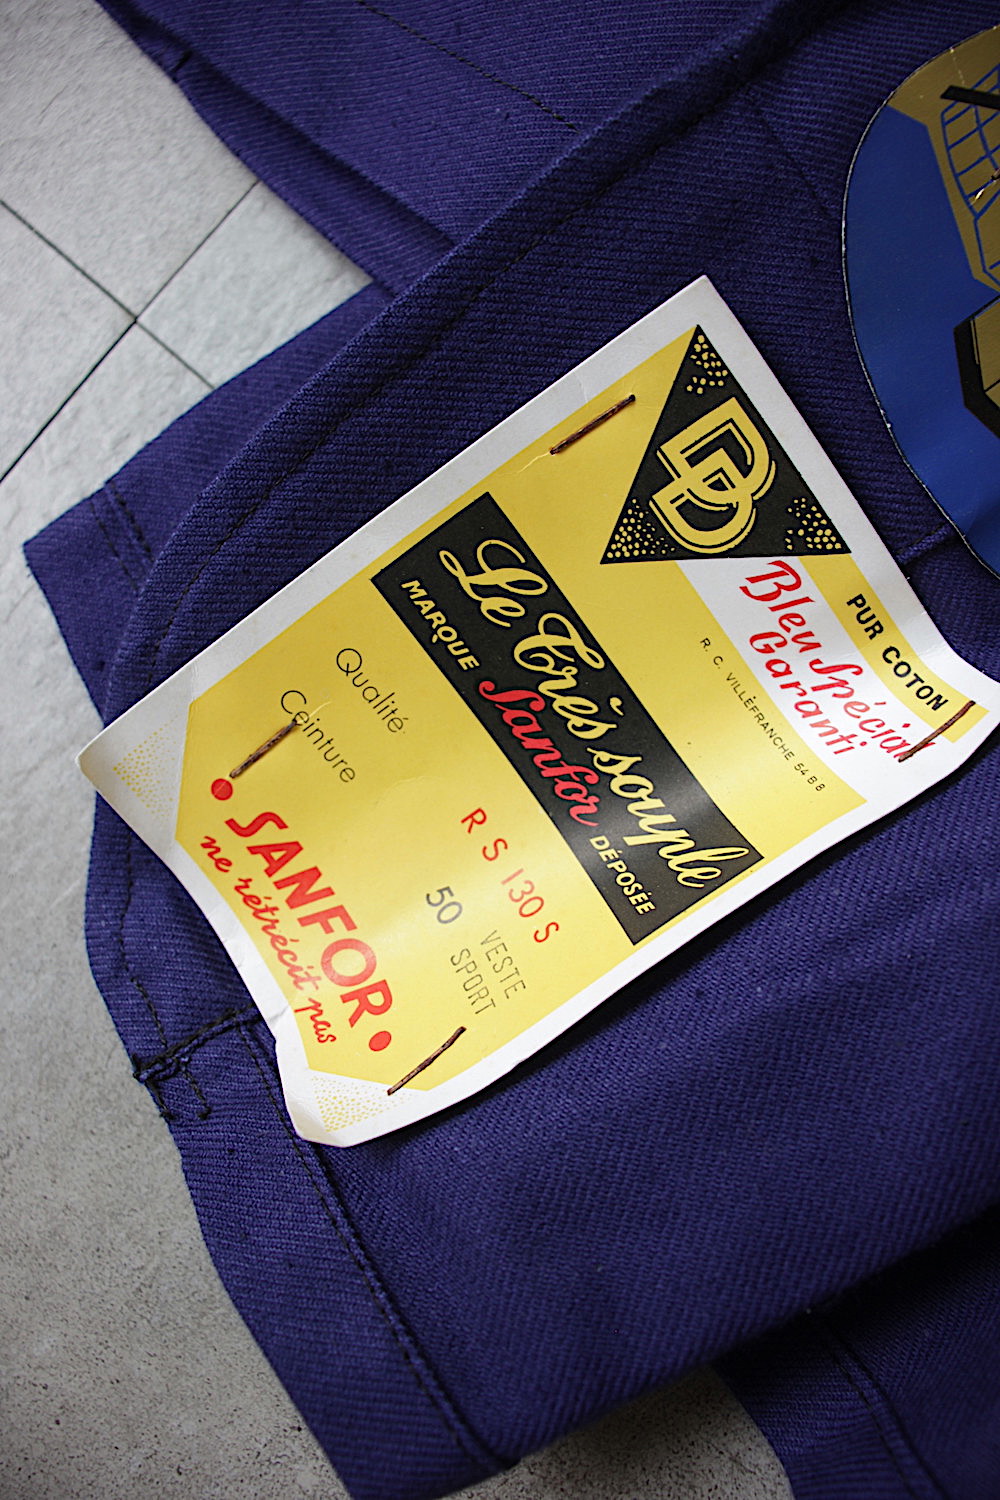 DD
Bleu Spécial
Garanti
PUR COTON
R. C. VILLÈFRANCHE 54 B 8
Le Très souple
MARQUE Sanfor DÉPOSÉE
Qualité R S 130 S
Ceinture 50 VESTE
SPORT
• SANFOR •
ne rétrécit pas